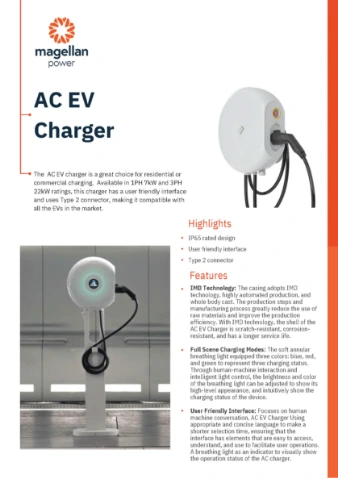 magellan
power
AC EV
Charger
The AC EV charger is a great choice for residential or
commercial charging. Available in 1PH 7kW and 3PH
22kW ratings, this charger has a user friendly interface
and uses Type 2 connector, making it compatible with
all the EVs in the market.
Highlights
• IP65 rated design
• User friendly interface
• Type 2 connector
Features
• IMD Technology: The casing adopts IMD
technology, highly automated production, and
whole body cast. The production steps and
manufacturing process greatly reduce the use of
raw materials and improve the production
efficiency. With IMD technology, the shell of the
AC EV Charger is scratch-resistant, corrosion-
resistant, and has a longer service life.
• Full Scene Charging Modes: The soft annular
breathing light equipped three colors: blue, red,
and green to represent three charging status.
Through human-machine interaction and
intelligent light control, the brightness and color
of the breathing light can be adjusted to show its
high-level appearance, and intuitively show the
charging status of the device.
• User Friendly Interface: Focuses on human
machine conversation, AC EV Charger Using
appropriate and concise language to make a
shorter selection time, ensuring that the
interface has elements that are easy to access,
understand, and use to facilitate user operations.
A breathing light as an indicator to visually show
the operation status of the AC charger.